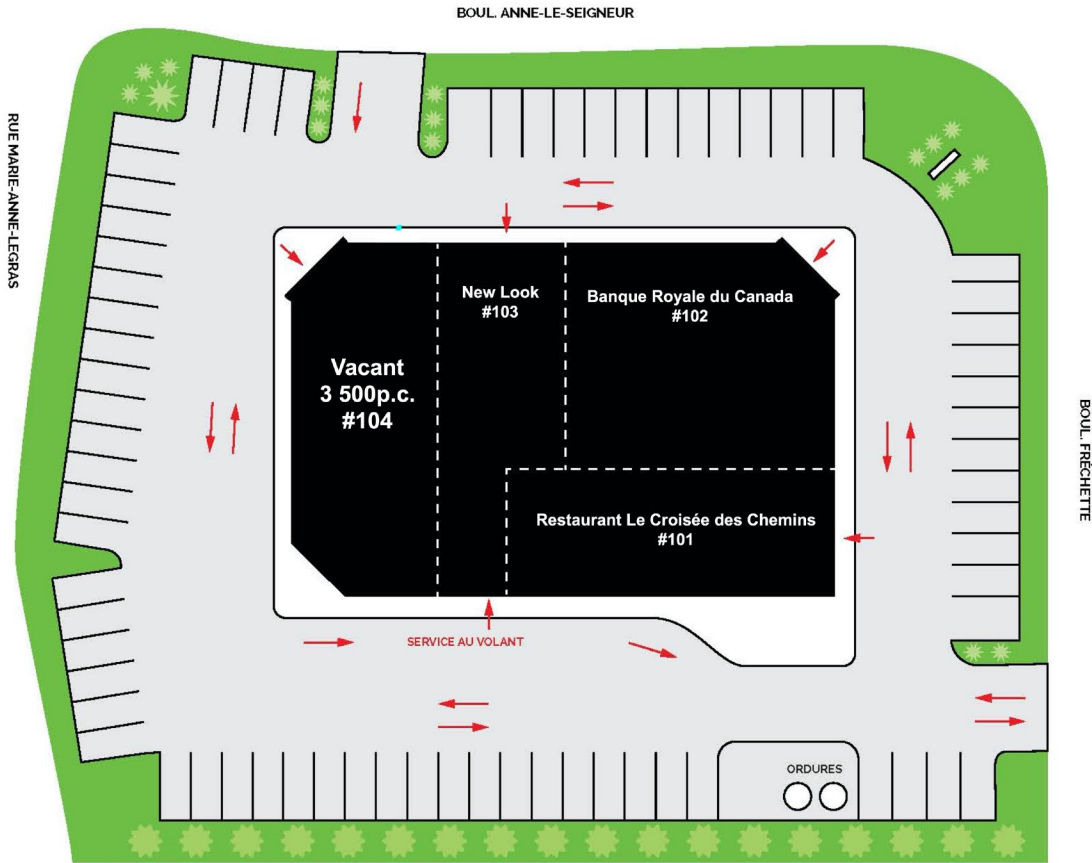 BOUL. ANNE-LE-SEIGNEUR
RUE MARIE-ANNE-LEGRAS
New Look
#103
Banque Royale du Canada
#102
Vacant
3 500p.c.
#104
BOUL. FRÉCHETTE
Restaurant Le Croisée des Chemins
#101
SERVICE AU VOLANT
ORDURES